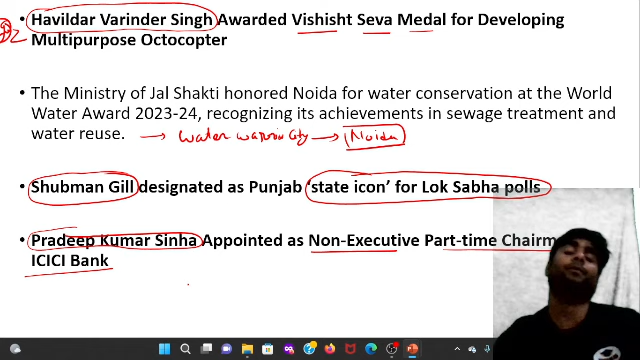 • Havildar Varinder Singh Awarded Vishisht Seva Medal for Developing
Multipurpose Octocopter
• The Ministry of Jal Shakti honored Noida for water conservation at the World
Water Award 2023-24, recognizing its achievements in sewage treatment and
water reuse. → water warrior city → Noida
• Shubman Gill designated as Punjab 'state icon' for Lok Sabha polls
• Pradeep Kumar Sinha Appointed as Non-Executive Part-time Chairm
ICICI Bank